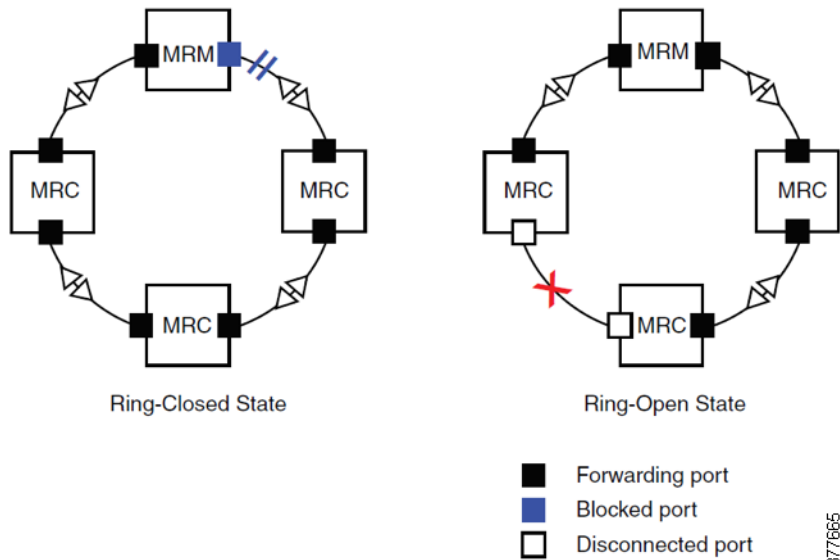 MRM
MRC
MRC
MRC
Ring-Closed State
MRM
MRC
MRC
MRC
Ring-Open State
Forwarding port
Blocked port
Disconnected port